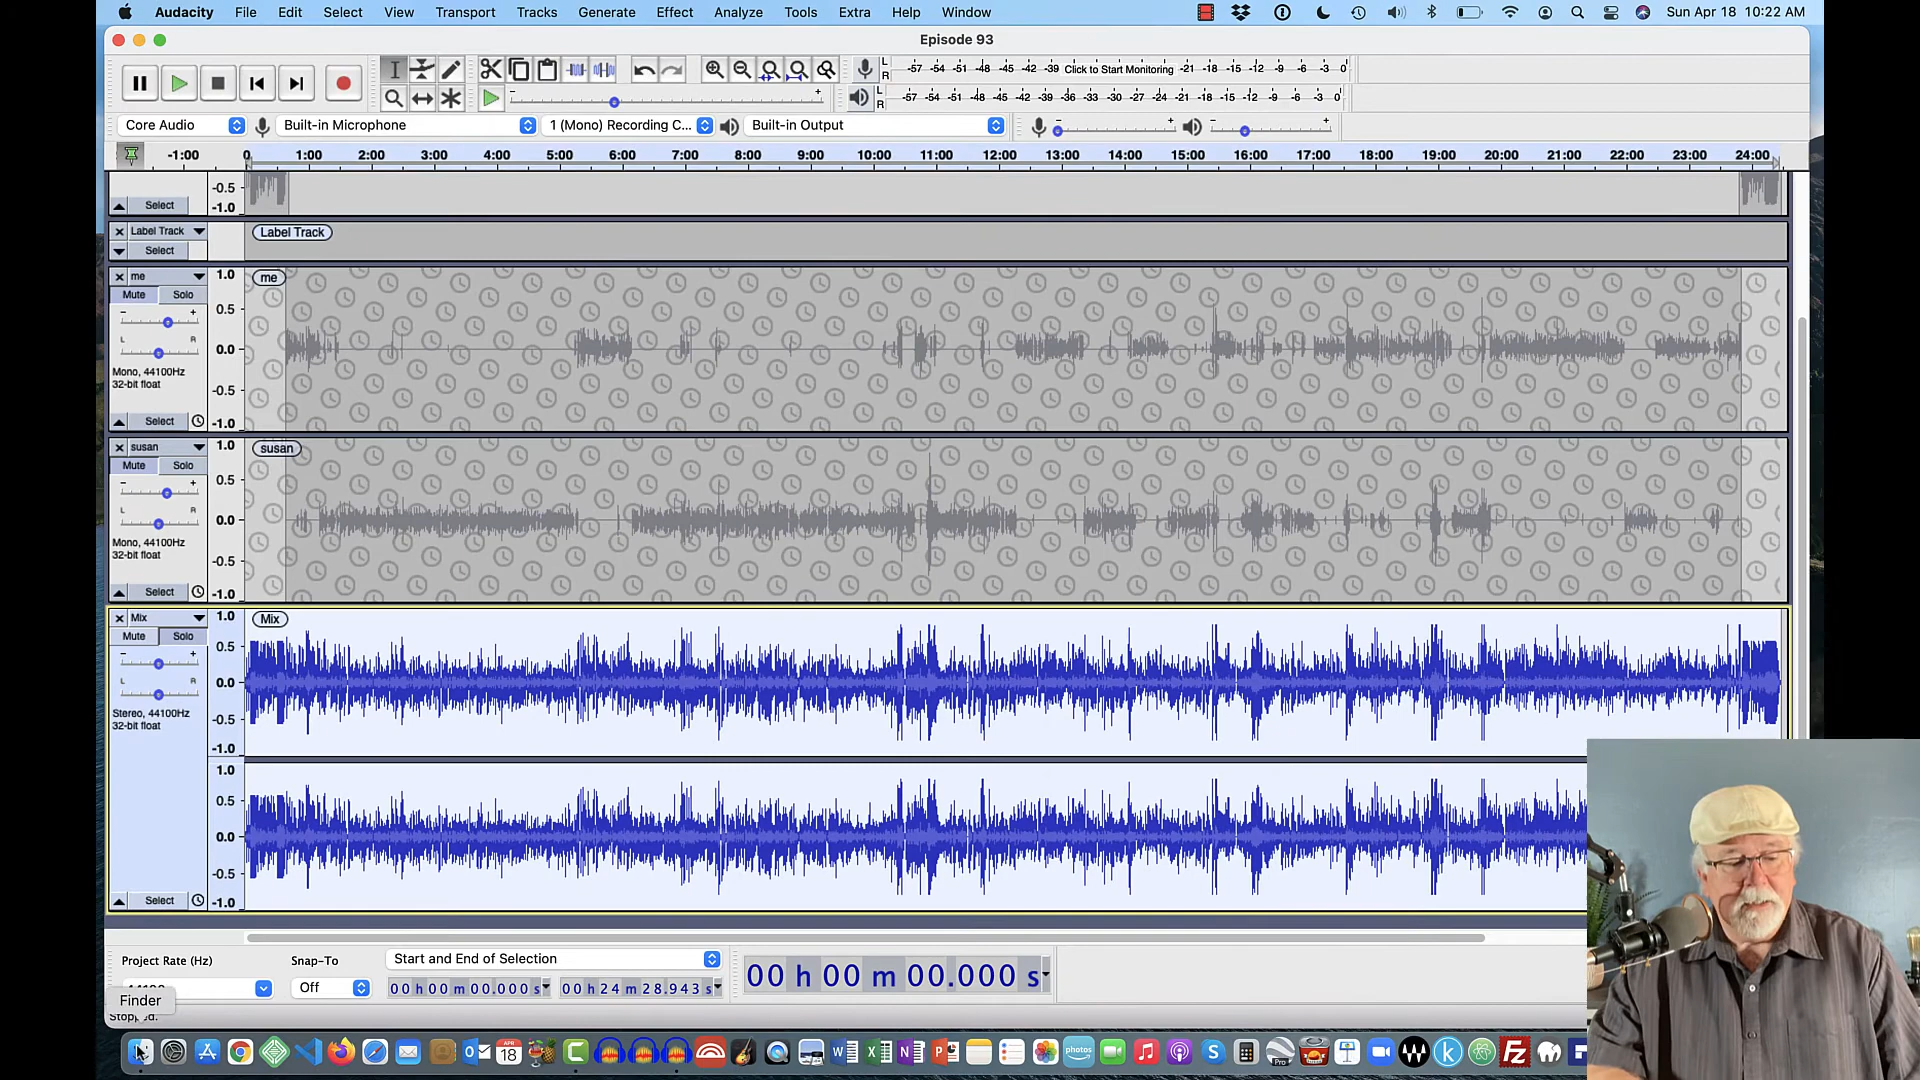 Audacity File Edit Select View Transport Tracks Generate Effect Analyze Tools Extra Help Window Sun Apr 18 10:22 AM
Episode 93
L R -57 -54 -51 -48 -45 -42 -39 Click to Start Monitoring -21 -18 -15 -12 -9 -6 -3 0
L R -57 -54 -51 -48 -45 -42 -39 -36 -33 -30 -27 -24 -21 -18 -15 -12 -9 -6 -3 0
Core Audio Built-in Microphone 1 (Mono) Recording C... Built-in Output
-1:00 0 1:00 2:00 3:00 4:00 5:00 6:00 7:00 8:00 9:00 10:00 11:00 12:00 13:00 14:00 15:00 16:00 17:00 18:00 19:00 20:00 21:00 22:00 23:00 24:00
-0.5
Select -1.0
Label Track Label Track
Select
me 1.0 me
Mute Solo
0.5
L R
0.0
Mono, 44100Hz
32-bit float
-0.5
Select -1.0
susan 1.0 susan
Mute Solo
0.5
L R
0.0
Mono, 44100Hz
32-bit float
-0.5
Select -1.0
Mix 1.0 Mix
Mute Solo
0.5
L R
0.0
Stereo, 44100Hz
32-bit float
-0.5
-1.0
1.0
0.5
0.0
-0.5
Select -1.0
Project Rate (Hz) Snap-To Start and End of Selection
Off 00 h 00 m 00.000 s 00 h 24 m 28.943 s 00 h 00 m 00.000 s
Finder
Stopped.
APR
18
photos
Pro